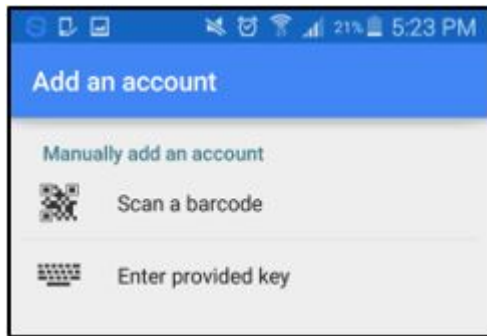 21% 5:23 PM
Add an account
Manually add an account
Scan a barcode
Enter provided key